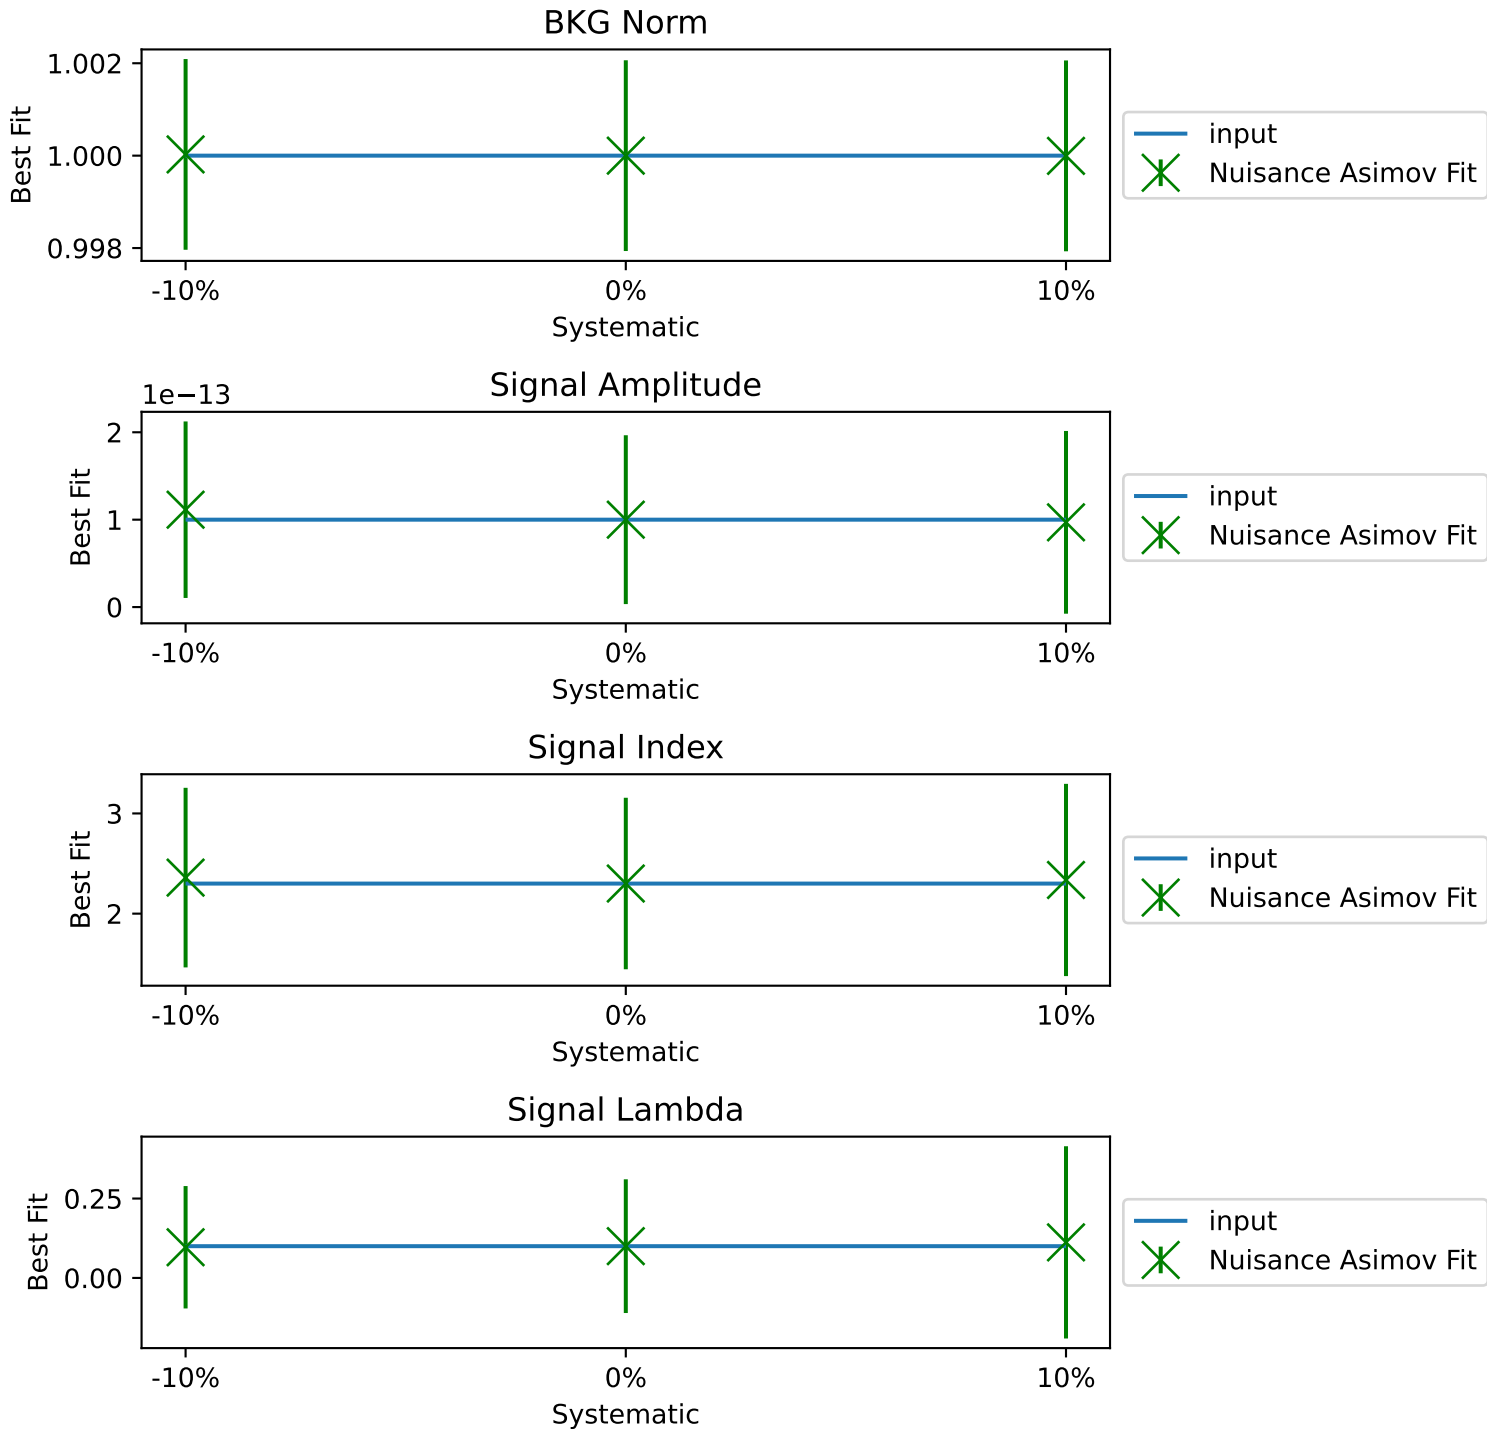 BKG Norm
1.002
1.000
0.998
Best Fit
-10% 0% 10%
Systematic
input
Nuisance Asimov Fit
Signal Amplitude
1e−13
2
1
0
Best Fit
-10% 0% 10%
Systematic
input
Nuisance Asimov Fit
Signal Index
3
2
Best Fit
-10% 0% 10%
Systematic
input
Nuisance Asimov Fit
Signal Lambda
0.25
0.00
Best Fit
-10% 0% 10%
Systematic
input
Nuisance Asimov Fit